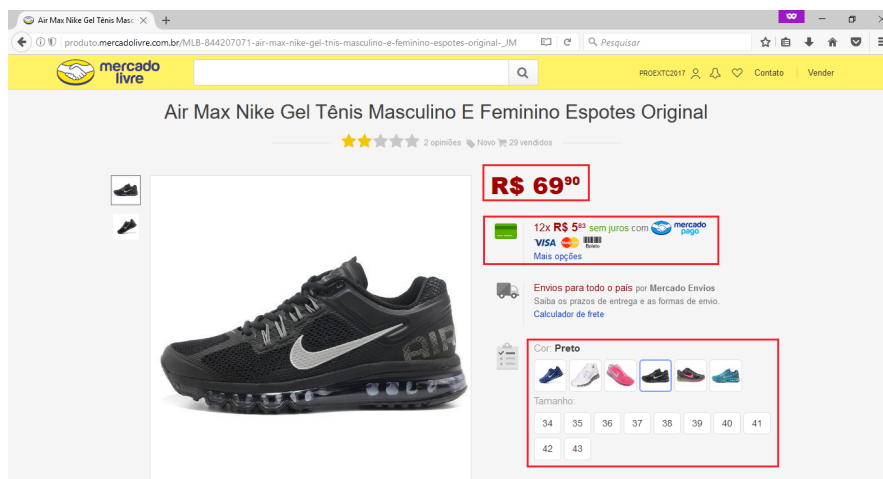 Air Max Nike Gel Tênis Masc
produto.mercadolivre.com.br/MLB-844207071-air-max-nike-gel-tnis-masculino-e-feminino-espotes-original-_JM
Pesquisar
mercado
livre
PROEXTC2017
Contato
Vender
Air Max Nike Gel Tênis Masculino E Feminino Espotes Original
2 opiniões Novo 29 vendidos
R$ 69⁹⁰
12x R$ 5⁸³ sem juros com mercado pago
VISA MasterCard Boleto
Mais opções
Envios para todo o país por Mercado Envios
Saiba os prazos de entrega e as formas de envio.
Calculador de frete
Cor: Preto
Tamanho:
34 35 36 37 38 39 40 41
42 43
AIR